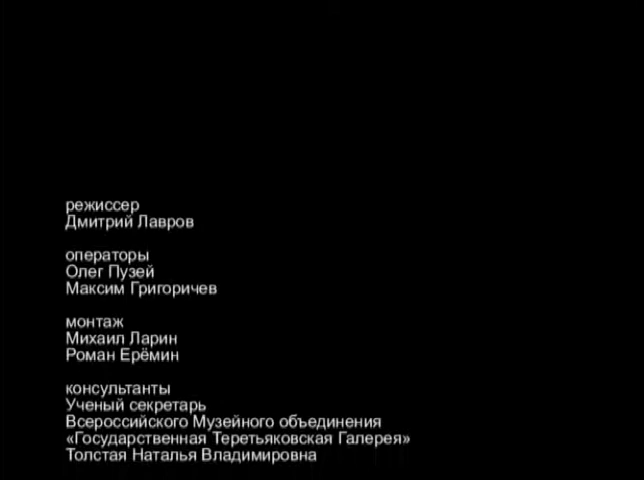 режиссер
Дмитрий Лавров
операторы
Олег Пузей
Максим Григоричев
монтаж
Михаил Ларин
Роман Ерёмин
консультанты
Ученый секретарь
Всероссийского Музейного объединения
«Государственная Теретьяковская Галерея»
Толстая Наталья Владимировна